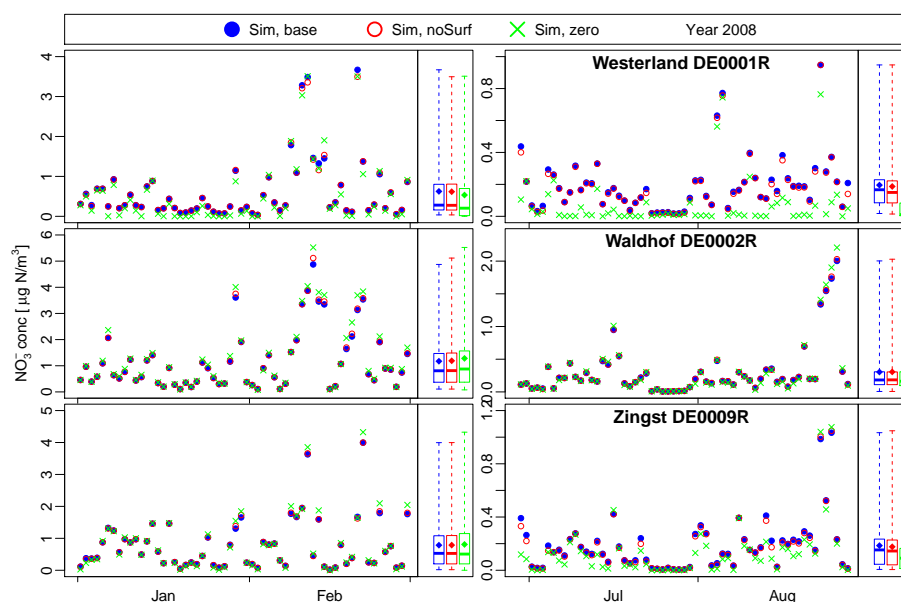 Sim, base Sim, noSurf Sim, zero Year 2008
Westerland DE0001R
Waldhof DE0002R
Zingst DE0009R
NO₃⁻ conc [ µg N/m³ ]
0 1 2 3 4
0.0 0.4 0.8
0 1 2 3 4 5 6
0.0 1.0 2.0
0 1 2 3 4 5
0.0 0.4 0.8 1.2
Jan Feb Jul Aug